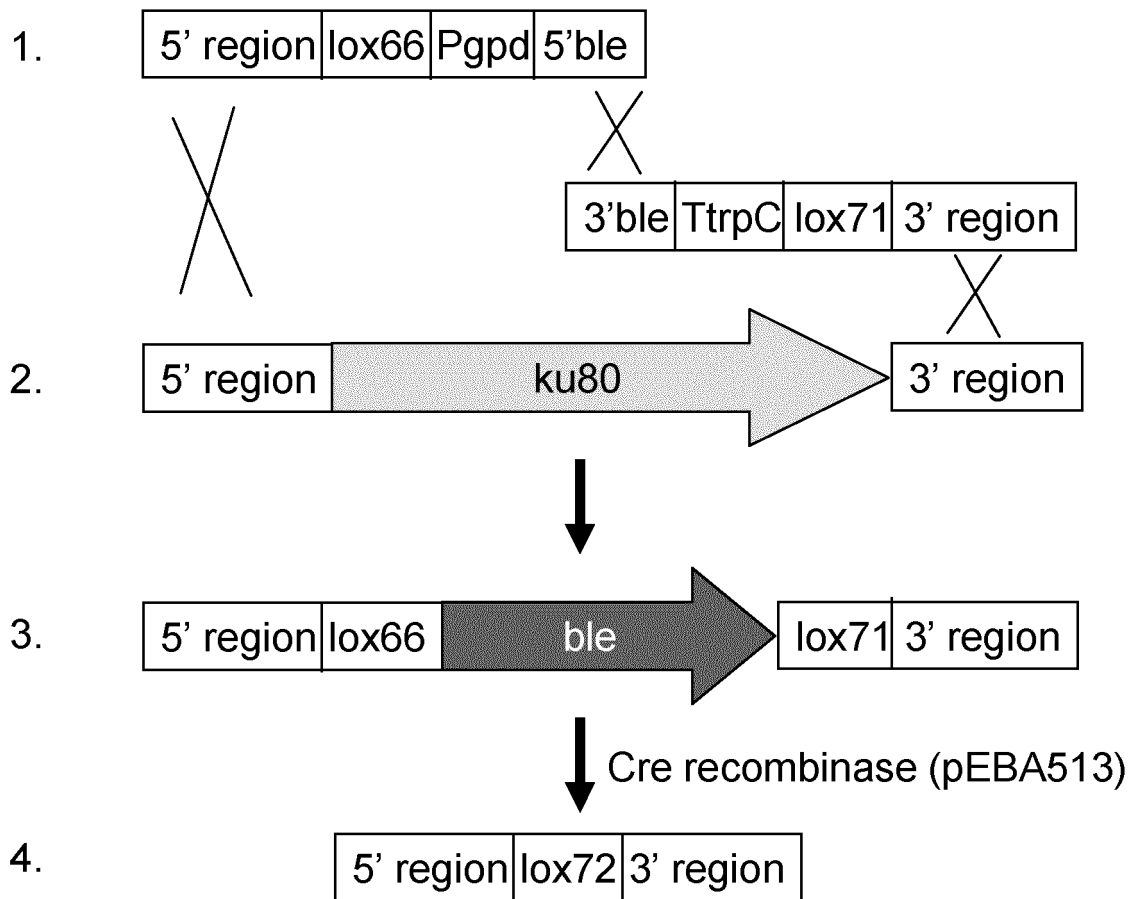 1. 5’ region lox66 Pgpd 5’ble
3’ble TtrpC lox71 3’ region
2. 5’ region ku80 3’ region
3. 5’ region lox66 ble lox71 3’ region
Cre recombinase (pEBA513)
4. 5’ region lox72 3’ region